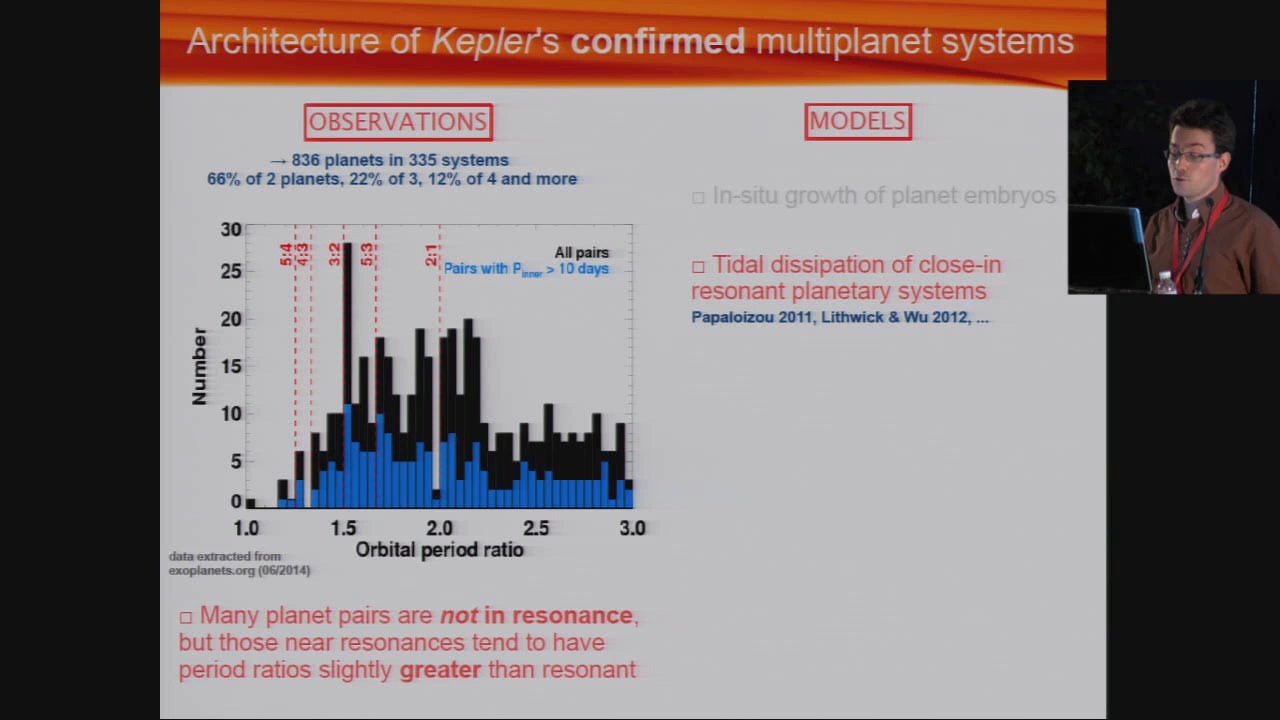 Architecture of Kepler's confirmed multiplanet systems
OBSERVATIONS
→ 836 planets in 335 systems
66% of 2 planets, 22% of 3, 12% of 4 and more
30
25
20
15
10
5
0
Number
5:4
4:3
3:2
5:3
2:1
All pairs
Pairs with Pinner > 10 days
1.0 1.5 2.0 2.5 3.0
Orbital period ratio
data extracted from
exoplanets.org (06/2014)
□ Many planet pairs are not in resonance,
but those near resonances tend to have
period ratios slightly greater than resonant
MODELS
□ In-situ growth of planet embryos
□ Tidal dissipation of close-in
resonant planetary systems
Papaloizou 2011, Lithwick & Wu 2012, ...